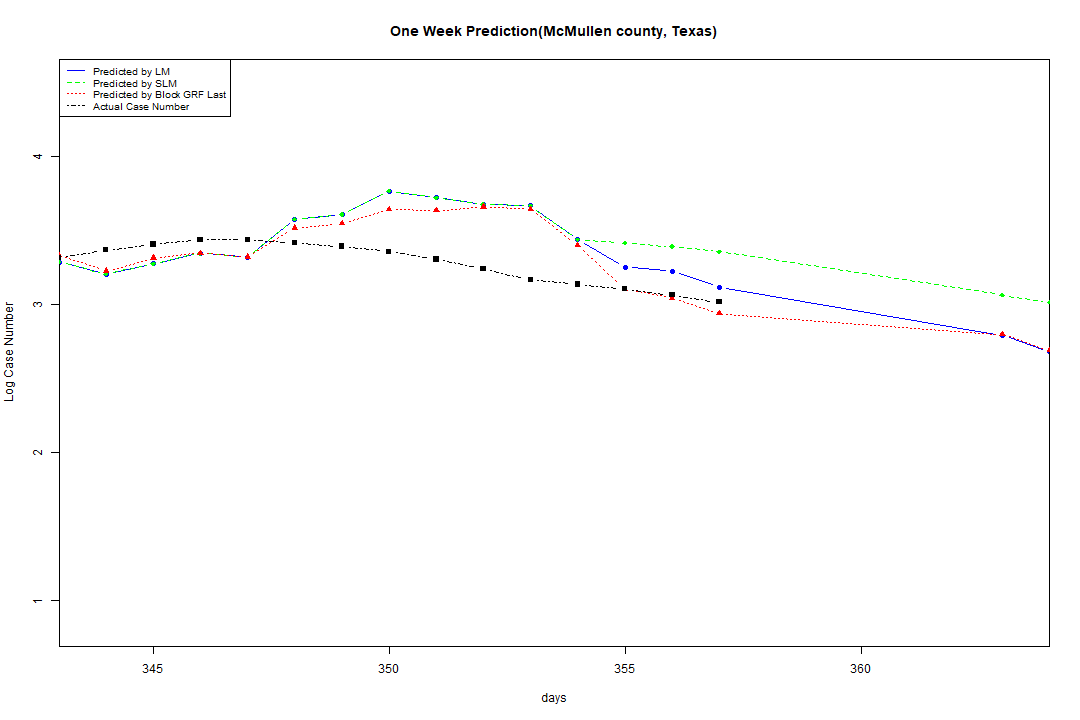 One Week Prediction(McMullen county, Texas)
Predicted by LM
Predicted by SLM
Predicted by Block GRF Last
Actual Case Number
4
3
2
1
Log Case Number
345 350 355 360
days